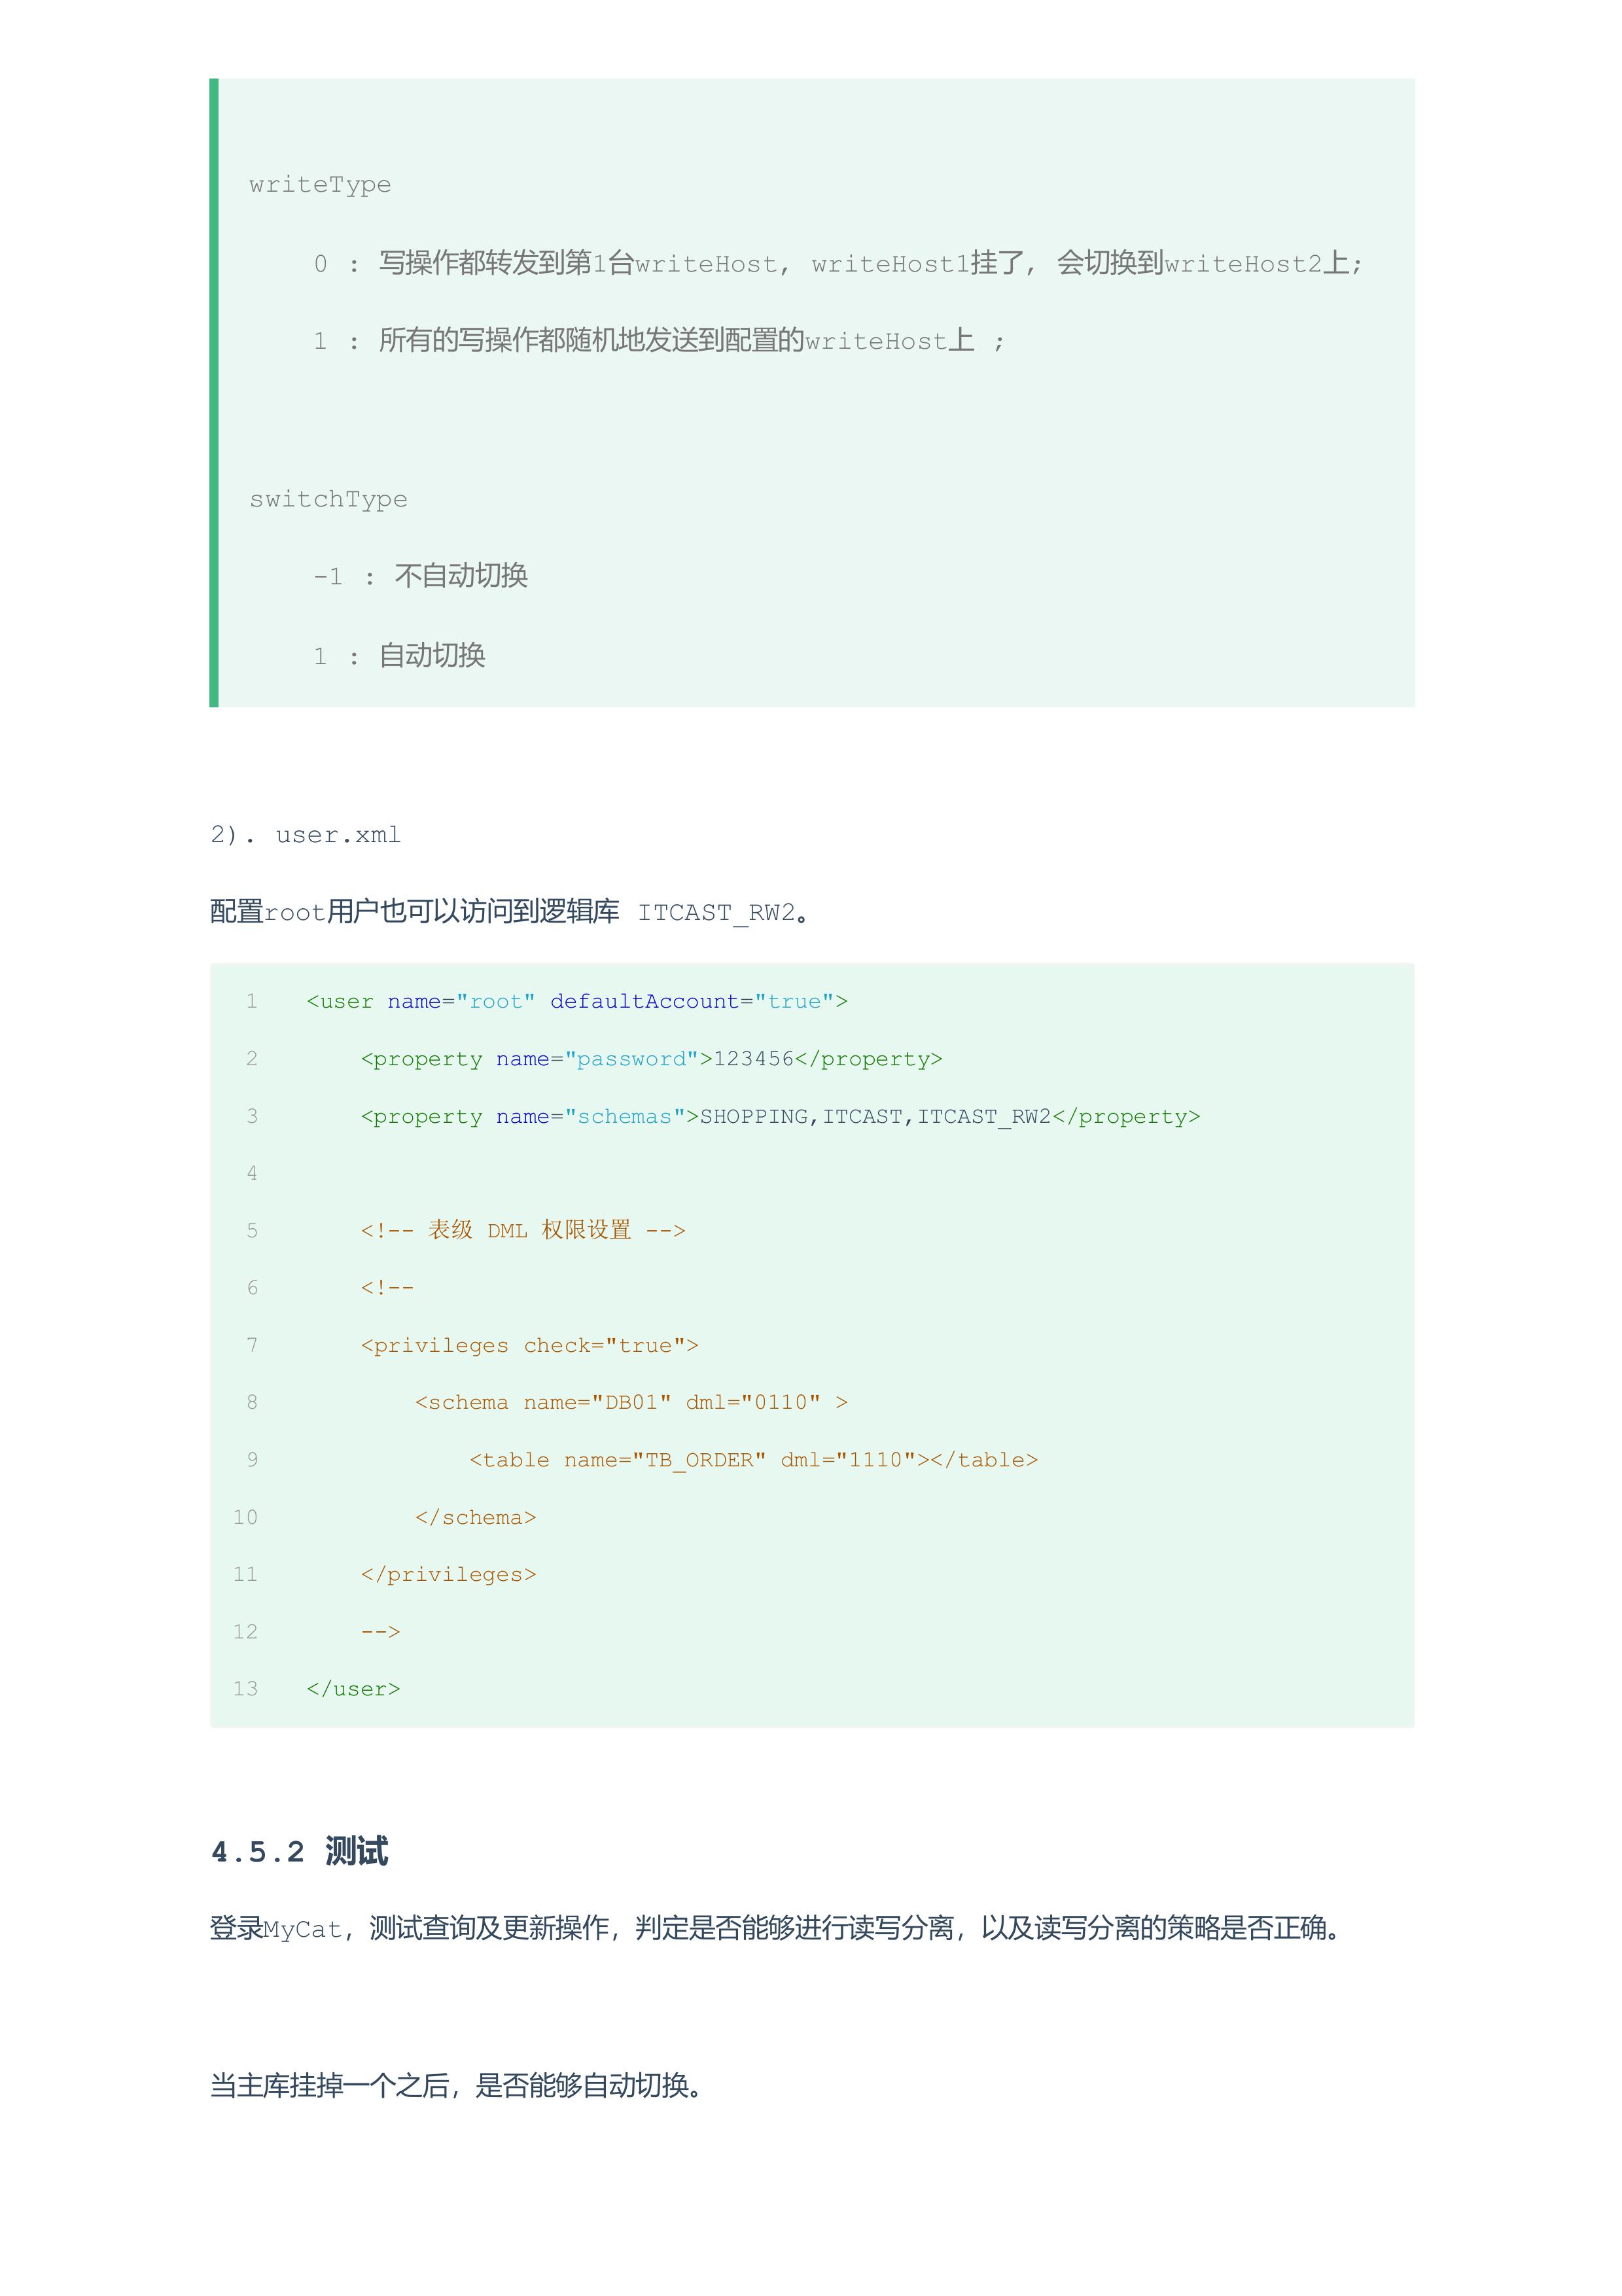 writeType
0 : 写操作都转发到第1台writeHost, writeHost1挂了, 会切换到writeHost2上;
1 : 所有的写操作都随机地发送到配置的writeHost上 ;
switchType
-1 : 不自动切换
1 : 自动切换
2). user.xml
配置root用户也可以访问到逻辑库 ITCAST_RW2。
1 <user name="root" defaultAccount="true">
2 <property name="password">123456</property>
3 <property name="schemas">SHOPPING,ITCAST,ITCAST_RW2</property>
4
5 <!-- 表级 DML 权限设置 -->
6 <!--
7 <privileges check="true">
8 <schema name="DB01" dml="0110" >
9 <table name="TB_ORDER" dml="1110"></table>
10 </schema>
11 </privileges>
12 -->
13 </user>
4.5.2 测试
登录MyCat，测试查询及更新操作，判定是否能够进行读写分离，以及读写分离的策略是否正确。
当主库挂掉一个之后，是否能够自动切换。